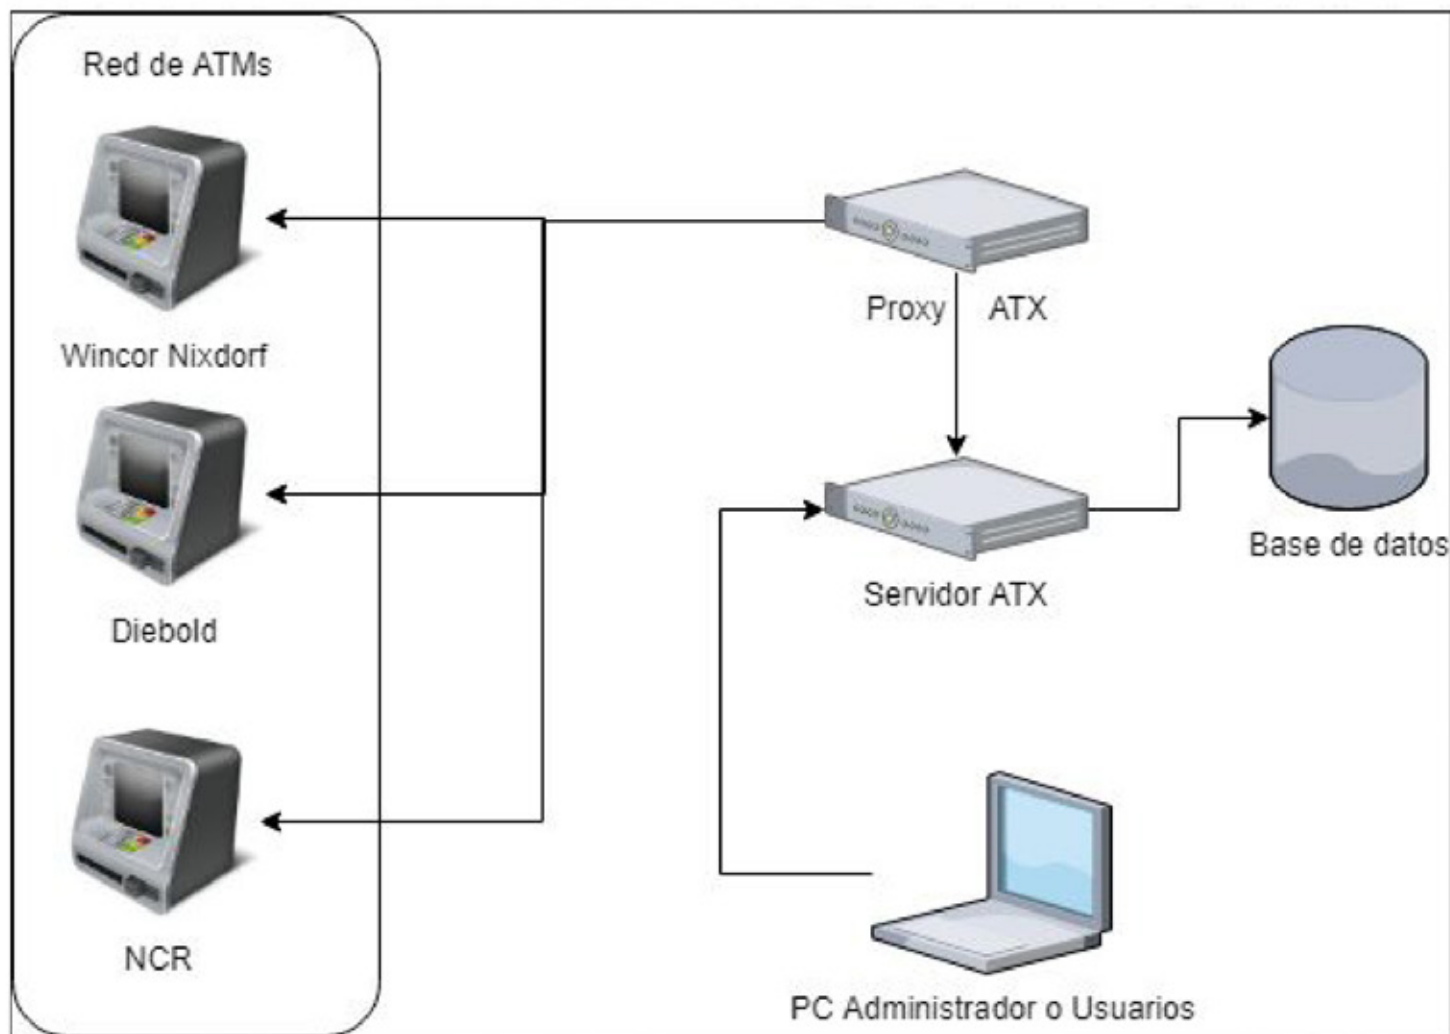 Red de ATMs
Wincor Nixdorf
Diebold
NCR
Proxy ATX
Servidor ATX
Base de datos
PC Administrador o Usuarios